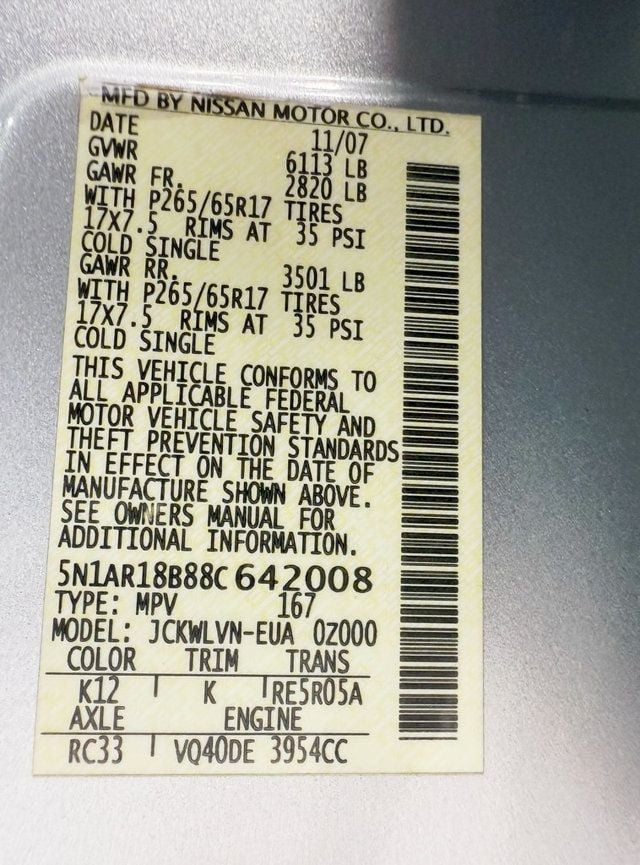 MFD BY NISSAN MOTOR CO., LTD.
DATE 11/07
GVWR 6113 LB
GAWR FR. 2820 LB
WITH P265/65R17 TIRES
17X7.5 RIMS AT 35 PSI
COLD SINGLE
GAWR RR. 3501 LB
WITH P265/65R17 TIRES
17X7.5 RIMS AT 35 PSI
COLD SINGLE
THIS VEHICLE CONFORMS TO
ALL APPLICABLE FEDERAL
MOTOR VEHICLE SAFETY AND
THEFT PREVENTION STANDARDS
IN EFFECT ON THE DATE OF
MANUFACTURE SHOWN ABOVE.
SEE OWNERS MANUAL FOR
ADDITIONAL INFORMATION.
5N1AR18B88C 642008
TYPE: MPV 167
MODEL: JCKWLVN-EUA 0Z000
COLOR TRIM TRANS
K12 K RE5R05A
AXLE ENGINE
RC33 VQ40DE 3954CC